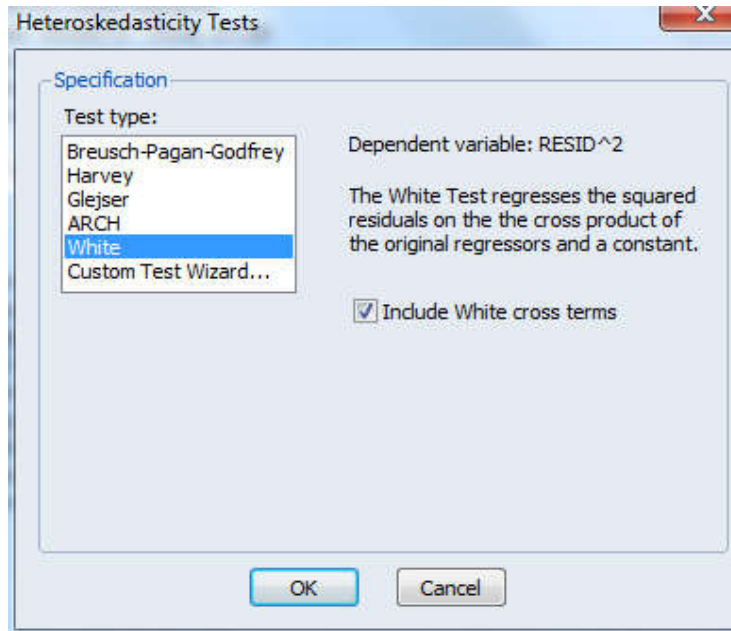 Heteroskedasticity Tests
Specification
Test type:
Breusch-Pagan-Godfrey
Harvey
Glejser
ARCH
White
Custom Test Wizard...
Dependent variable: RESID^2
The White Test regresses the squared
residuals on the the cross product of
the original regressors and a constant.
Include White cross terms
OK
Cancel